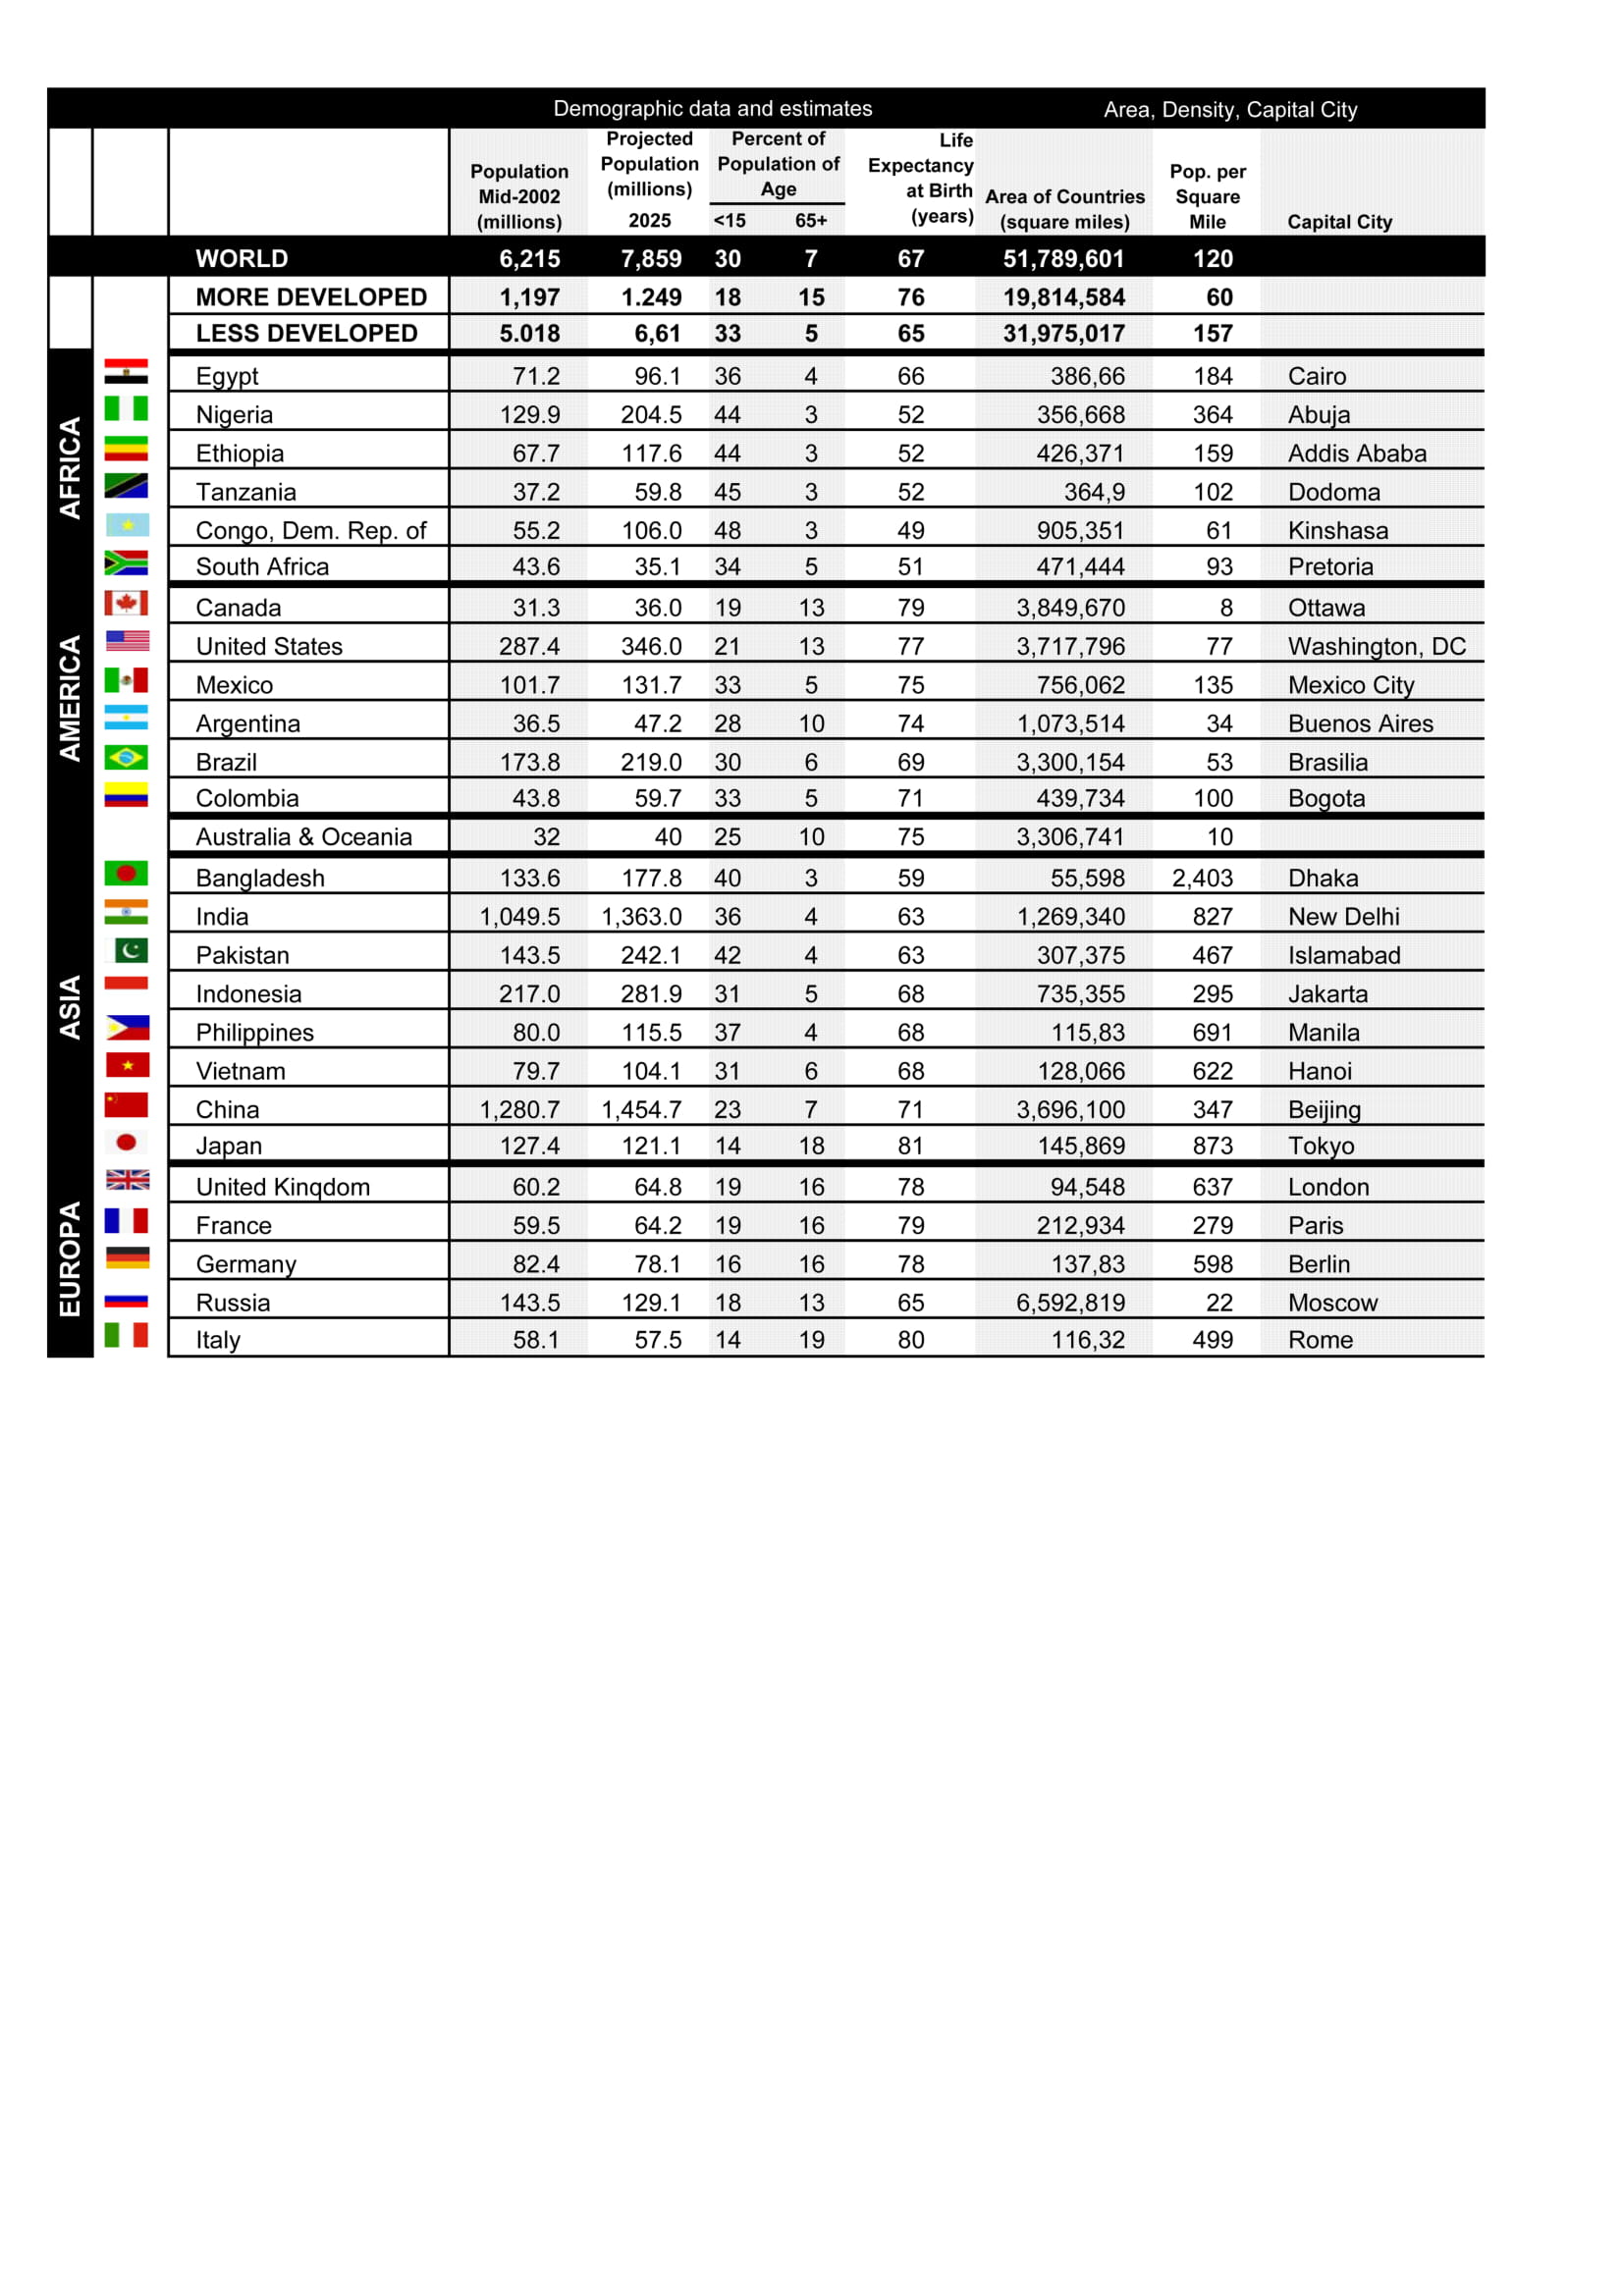 Demographic data and estimates Area, Density, Capital City
Population Mid-2002 (millions) Projected Population (millions) 2025 Percent of Population of Age <15 65+ Life Expectancy at Birth (years) Area of Countries (square miles) Pop. per Square Mile Capital City
WORLD 6,215 7,859 30 7 67 51,789,601 120
MORE DEVELOPED 1,197 1.249 18 15 76 19,814,584 60
LESS DEVELOPED 5.018 6,61 33 5 65 31,975,017 157
AFRICA
Egypt 71.2 96.1 36 4 66 386,66 184 Cairo
Nigeria 129.9 204.5 44 3 52 356,668 364 Abuja
Ethiopia 67.7 117.6 44 3 52 426,371 159 Addis Ababa
Tanzania 37.2 59.8 45 3 52 364,9 102 Dodoma
Congo, Dem. Rep. of 55.2 106.0 48 3 49 905,351 61 Kinshasa
South Africa 43.6 35.1 34 5 51 471,444 93 Pretoria
AMERICA
Canada 31.3 36.0 19 13 79 3,849,670 8 Ottawa
United States 287.4 346.0 21 13 77 3,717,796 77 Washington, DC
Mexico 101.7 131.7 33 5 75 756,062 135 Mexico City
Argentina 36.5 47.2 28 10 74 1,073,514 34 Buenos Aires
Brazil 173.8 219.0 30 6 69 3,300,154 53 Brasilia
Colombia 43.8 59.7 33 5 71 439,734 100 Bogota
Australia & Oceania 32 40 25 10 75 3,306,741 10
ASIA
Bangladesh 133.6 177.8 40 3 59 55,598 2,403 Dhaka
India 1,049.5 1,363.0 36 4 63 1,269,340 827 New Delhi
Pakistan 143.5 242.1 42 4 63 307,375 467 Islamabad
Indonesia 217.0 281.9 31 5 68 735,355 295 Jakarta
Philippines 80.0 115.5 37 4 68 115,83 691 Manila
Vietnam 79.7 104.1 31 6 68 128,066 622 Hanoi
China 1,280.7 1,454.7 23 7 71 3,696,100 347 Beijing
Japan 127.4 121.1 14 18 81 145,869 873 Tokyo
EUROPA
United Kinqdom 60.2 64.8 19 16 78 94,548 637 London
France 59.5 64.2 19 16 79 212,934 279 Paris
Germany 82.4 78.1 16 16 78 137,83 598 Berlin
Russia 143.5 129.1 18 13 65 6,592,819 22 Moscow
Italy 58.1 57.5 14 19 80 116,32 499 Rome